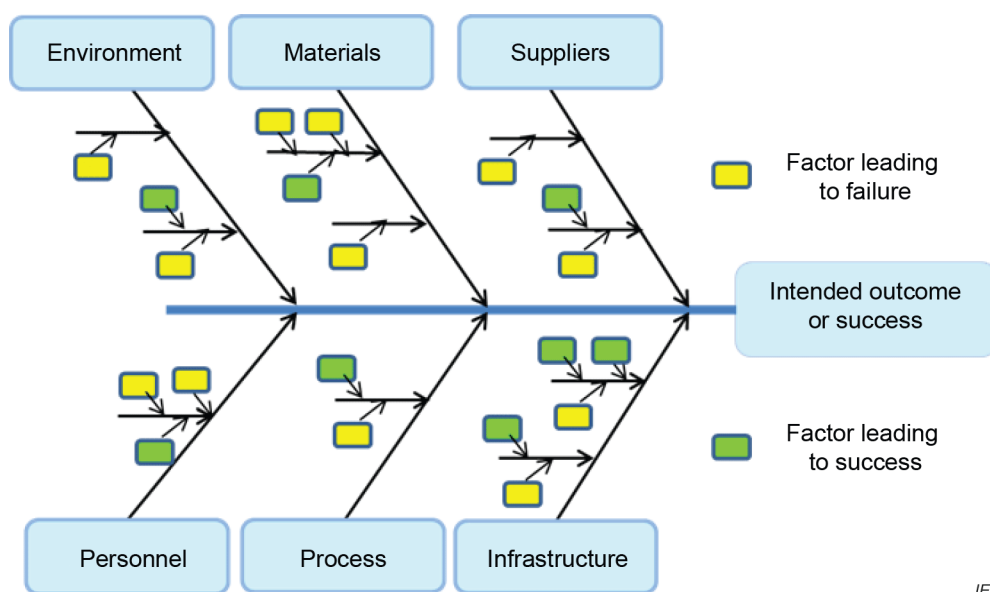 Environment
Materials
Suppliers
Factor leading
to failure
Intended outcome
or success
Factor leading
to success
Personnel
Process
Infrastructure